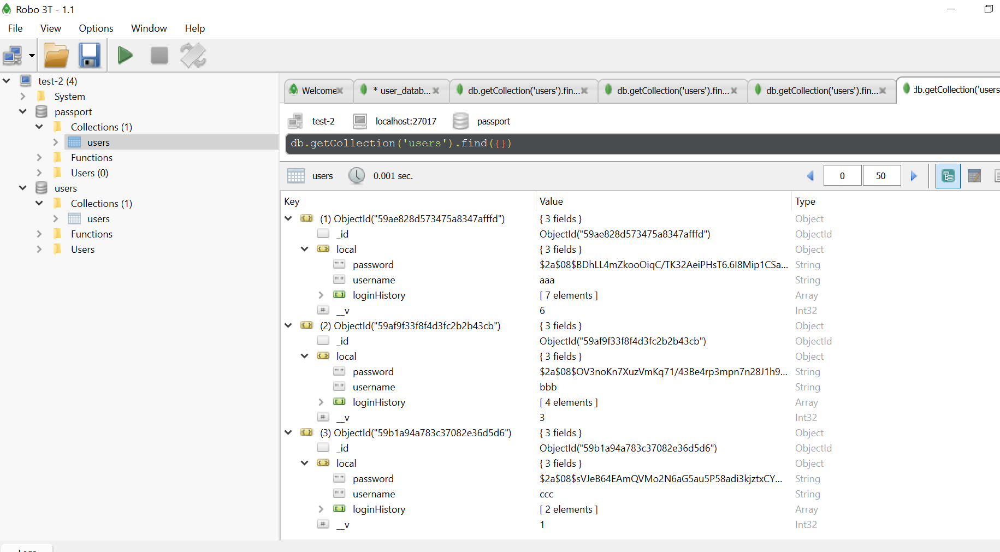 Robo 3T - 1.1
File View Options Window Help
test-2 (4)
System
passport
Collections (1)
users
Functions
Users (0)
users
Collections (1)
users
Functions
Users
Welcome * user_datab... db.getCollection('users').fin... db.getCollection('users').fin... db.getCollection('users').fin... db.getCollection('users
test-2 localhost:27017 passport
db.getCollection('users').find({})
users 0.001 sec. 0 50
Key Value Type
(1) ObjectId("59ae828d573475a8347afffd") { 3 fields } Object
_id ObjectId("59ae828d573475a8347afffd") ObjectId
local { 3 fields } Object
password $2a$08$BDhLL4mZkooOiqC/TK32AeiPHsT6.6I8Mip1CSa... String
username aaa String
loginHistory [ 7 elements ] Array
__v 6 Int32
(2) ObjectId("59af9f33f8f4d3fc2b2b43cb") { 3 fields } Object
_id ObjectId("59af9f33f8f4d3fc2b2b43cb") ObjectId
local { 3 fields } Object
password $2a$08$OV3noKn7XuzVmKq71/43Be4rp3mpn7n28J1h9... String
username bbb String
loginHistory [ 4 elements ] Array
__v 3 Int32
(3) ObjectId("59b1a94a783c37082e36d5d6") { 3 fields } Object
_id ObjectId("59b1a94a783c37082e36d5d6") ObjectId
local { 3 fields } Object
password $2a$08$sVJeB64EAmQVMo2N6aG5au5P58adi3kjztxCY... String
username ccc String
loginHistory [ 2 elements ] Array
__v 1 Int32